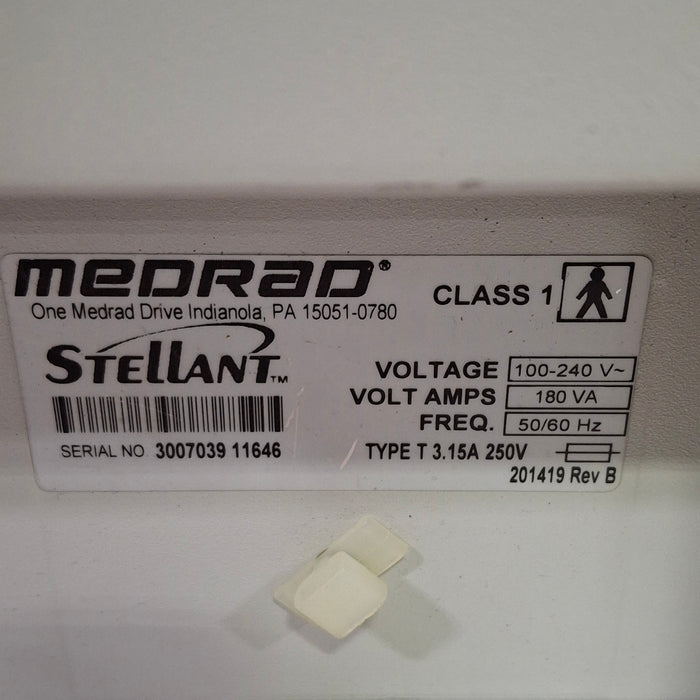 MEDRAD®
One Medrad Drive Indianola, PA 15051-0780
CLASS 1
STELLANT™
SERIAL NO. 3007039 11646
VOLTAGE 100-240 V~
VOLT AMPS 180 VA
FREQ. 50/60 Hz
TYPE T 3.15A 250V
201419 Rev B